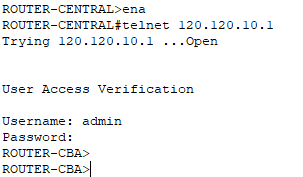 ROUTER-CENTRAL>ena
ROUTER-CENTRAL#telnet 120.120.10.1
Trying 120.120.10.1 ...Open
User Access Verification
Username: admin
Password:
ROUTER-CBA>
ROUTER-CBA>